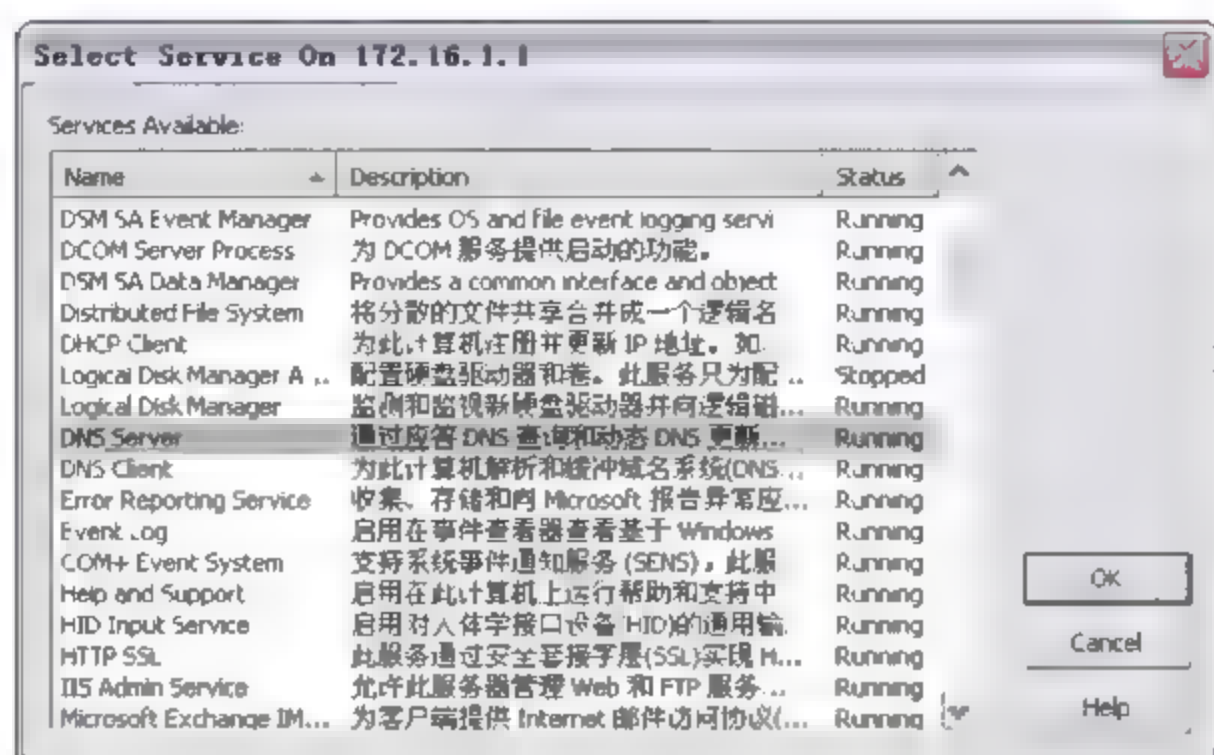 Select Service On 172.16.1.1
Services Available:
Name Description Status
DSM SA Event Manager Provides OS and file event logging servi Running
DCOM Server Process 为 DCOM 服务提供启动的功能。 Running
DSM SA Data Manager Provides a common interface and object Running
Distributed File System 将分散的文件共享合并成一个逻辑名 Running
DHCP Client 为此计算机注册并更新 IP 地址。如 Running
Logical Disk Manager A... 配置硬盘驱动器和卷。此服务只为配 ... Stopped
Logical Disk Manager 监测和监视新硬盘驱动器并向逻辑磁... Running
DNS Server 通过应答 DNS 查询和动态 DNS 更新... Running
DNS Client 为此计算机解析和缓冲域名系统(DNS... Running
Error Reporting Service 收集、存储和向 Microsoft 报告异常应... Running
Event Log 启用在事件查看器查看基于 Windows Running
COM+ Event System 支持系统事件通知服务 (SENS)，此服 Running
Help and Support 启用在此计算机上运行帮助和支持中 Running
HID Input Service 启用对人体学接口设备(HID)的通用输 Running
HTTP SSL 此服务通过安全套接字层(SSL)实现 H... Running
IIS Admin Service 允许此服务器管理 Web 和 FTP 服务... Running
Microsoft Exchange IM... 为客户端提供 Internet 邮件访问协议(... Running
OK
Cancel
Help